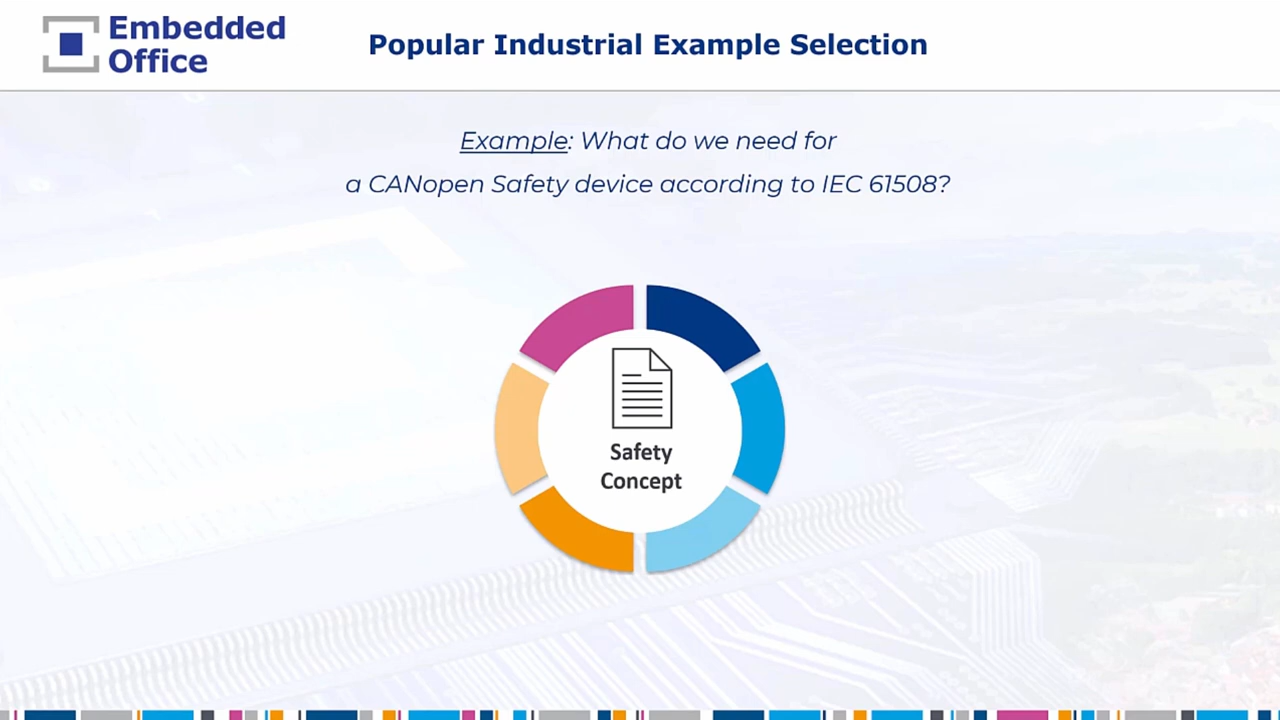 Embedded
Office
Popular Industrial Example Selection
Example: What do we need for
a CANopen Safety device according to IEC 61508?
Safety
Concept